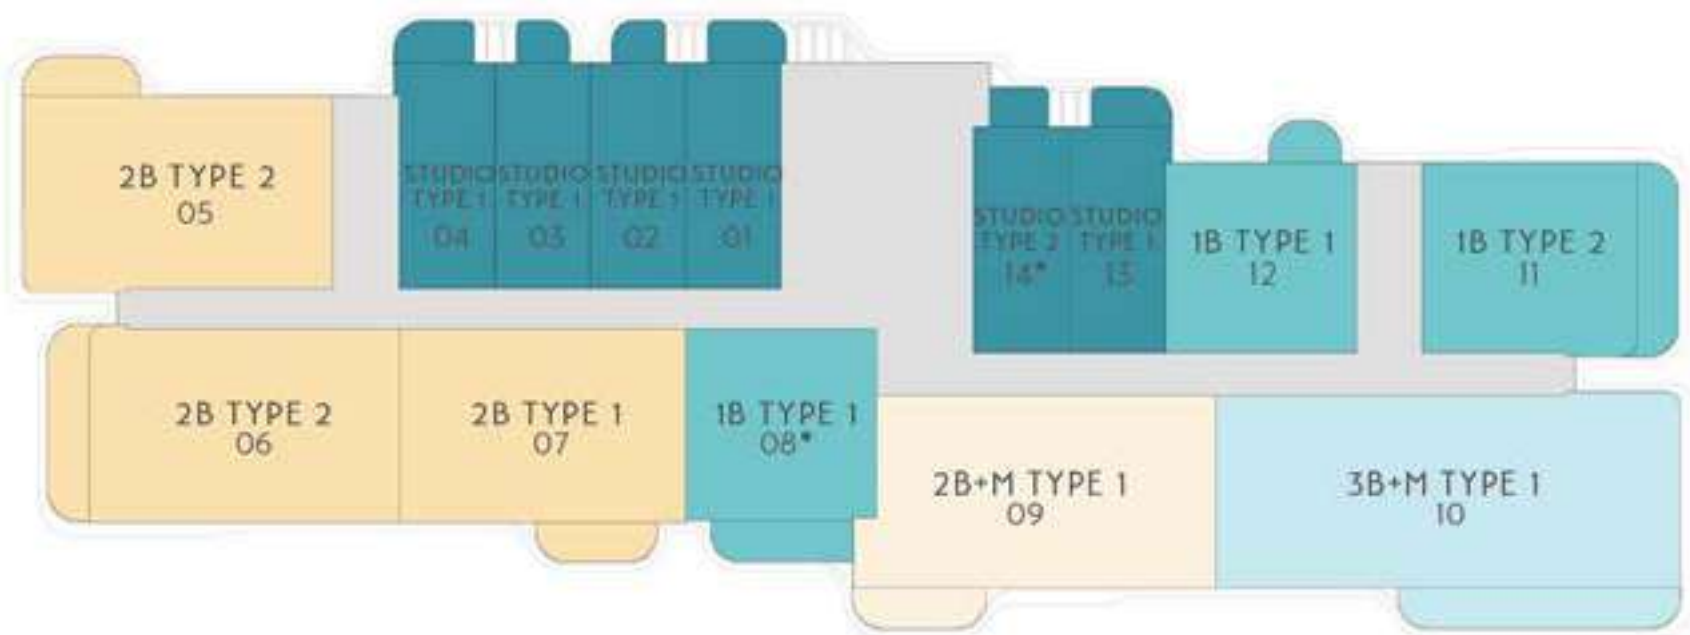 2B TYPE 2
05
STUDIO
TYPE 1
04
STUDIO
TYPE 1
03
STUDIO
TYPE 1
02
STUDIO
TYPE 1
01
STUDIO
TYPE 2
14*
STUDIO
TYPE 1
13
1B TYPE 1
12
1B TYPE 2
11
2B TYPE 2
06
2B TYPE 1
07
1B TYPE 1
08*
2B+M TYPE 1
09
3B+M TYPE 1
10